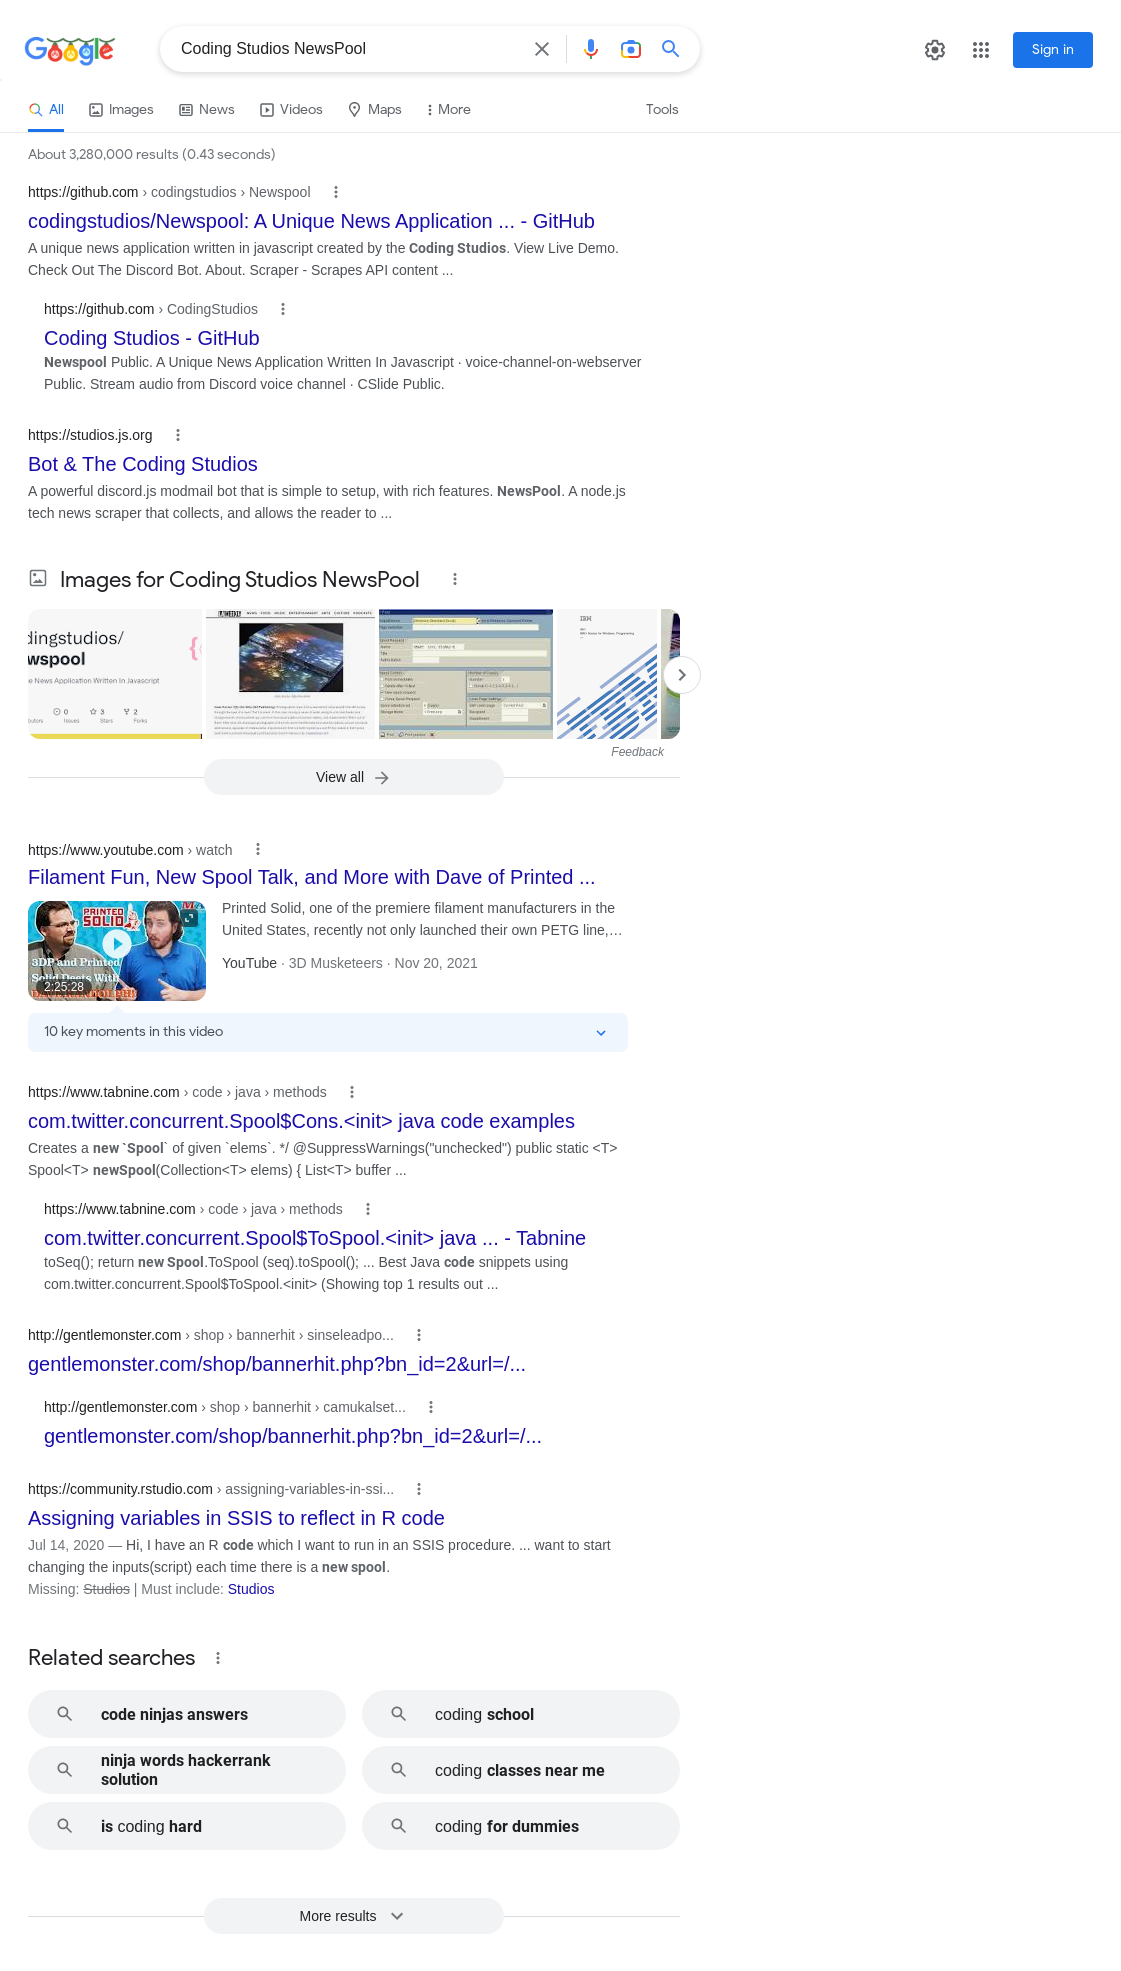 Google
Coding Studios NewsPool
Sign in
All Images News Videos Maps More Tools
About 3,280,000 results (0.43 seconds)
https://github.com › codingstudios › Newspool
codingstudios/Newspool: A Unique News Application ... - GitHub
A unique news application written in javascript created by the Coding Studios. View Live Demo.
Check Out The Discord Bot. About. Scraper - Scrapes API content ...
https://github.com › CodingStudios
Coding Studios - GitHub
Newspool Public. A Unique News Application Written In Javascript · voice-channel-on-webserver
Public. Stream audio from Discord voice channel · CSlide Public.
https://studios.js.org
Bot & The Coding Studios
A powerful discord.js modmail bot that is simple to setup, with rich features. NewsPool. A node.js
tech news scraper that collects, and allows the reader to ...
Images for Coding Studios NewsPool
dingstudios/
wspool
e News Application Written In Javascript
0 3 2
Issues Stars Forks
IBM
Feedback
View all
https://www.youtube.com › watch
Filament Fun, New Spool Talk, and More with Dave of Printed ...
PRINTED
SOLID
3DP and Printed
Solid Deets With
2:25:28
Printed Solid, one of the premiere filament manufacturers in the
United States, recently not only launched their own PETG line,…
YouTube · 3D Musketeers · Nov 20, 2021
10 key moments in this video
https://www.tabnine.com › code › java › methods
com.twitter.concurrent.Spool$Cons.<init> java code examples
Creates a new `Spool` of given `elems`. */ @SuppressWarnings("unchecked") public static <T>
Spool<T> newSpool(Collection<T> elems) { List<T> buffer ...
https://www.tabnine.com › code › java › methods
com.twitter.concurrent.Spool$ToSpool.<init> java ... - Tabnine
toSeq(); return new Spool.ToSpool (seq).toSpool(); ... Best Java code snippets using
com.twitter.concurrent.Spool$ToSpool.<init> (Showing top 1 results out ...
http://gentlemonster.com › shop › bannerhit › sinseleadpo...
gentlemonster.com/shop/bannerhit.php?bn_id=2&url=/...
http://gentlemonster.com › shop › bannerhit › camukalset...
gentlemonster.com/shop/bannerhit.php?bn_id=2&url=/...
https://community.rstudio.com › assigning-variables-in-ssi...
Assigning variables in SSIS to reflect in R code
Jul 14, 2020 — Hi, I have an R code which I want to run in an SSIS procedure. ... want to start
changing the inputs(script) each time there is a new spool.
Missing: Studios | Must include: Studios
Related searches
code ninjas answers
coding school
ninja words hackerrank
solution
coding classes near me
is coding hard
coding for dummies
More results